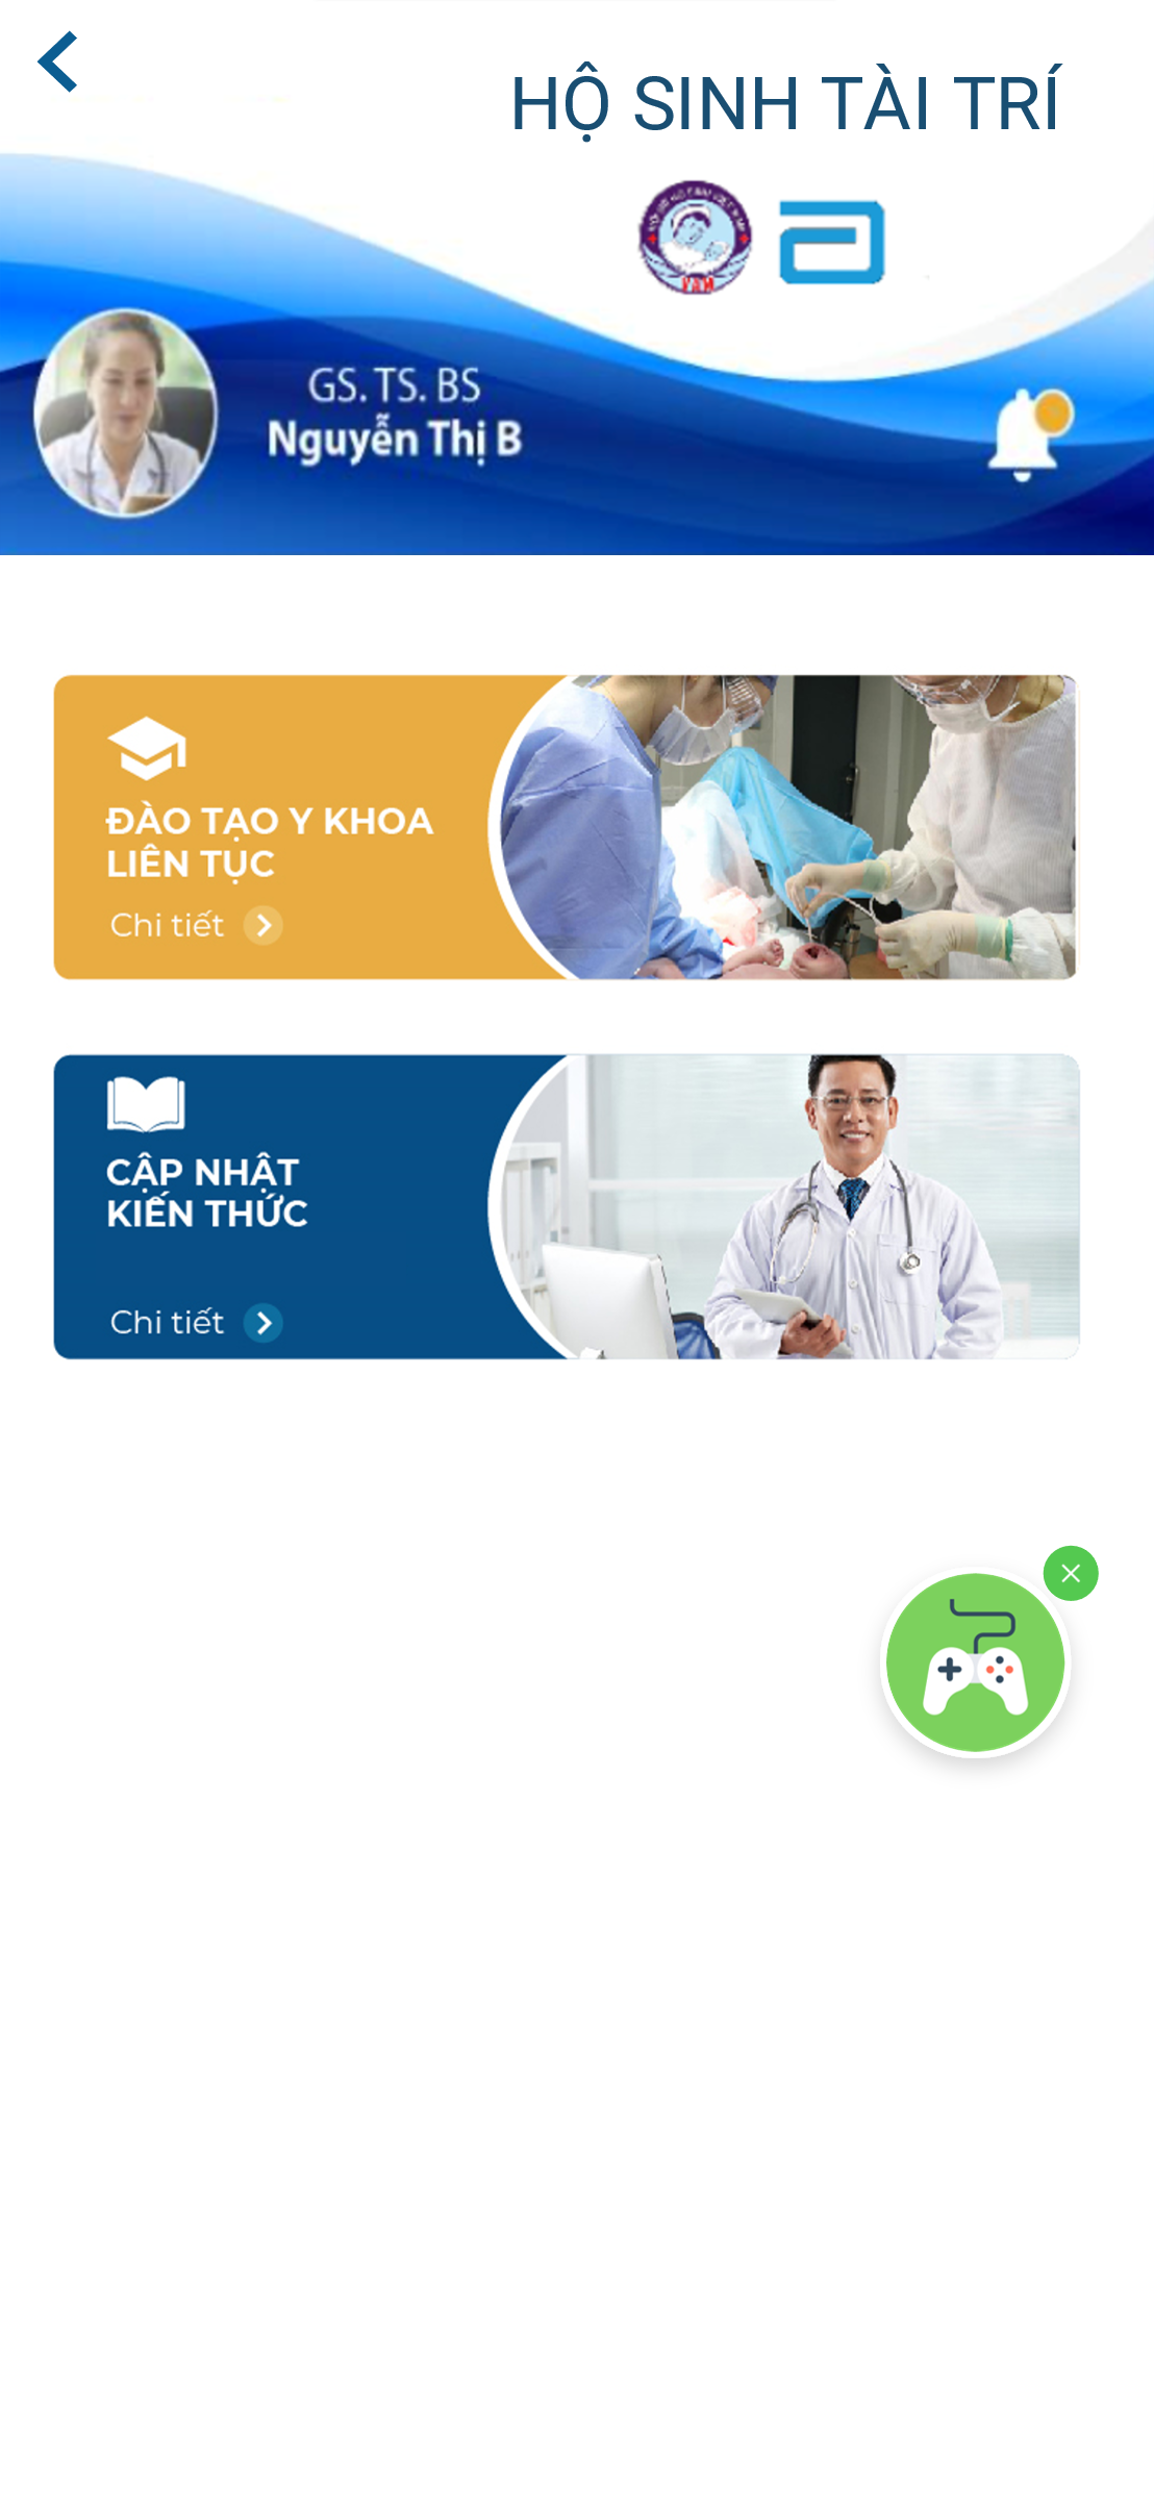 HỘ SINH TÀI TRÍ
VAM
GS. TS. BS
Nguyễn Thị B
ĐÀO TẠO Y KHOA
LIÊN TỤC
Chi tiết
CẬP NHẬT
KIẾN THỨC
Chi tiết